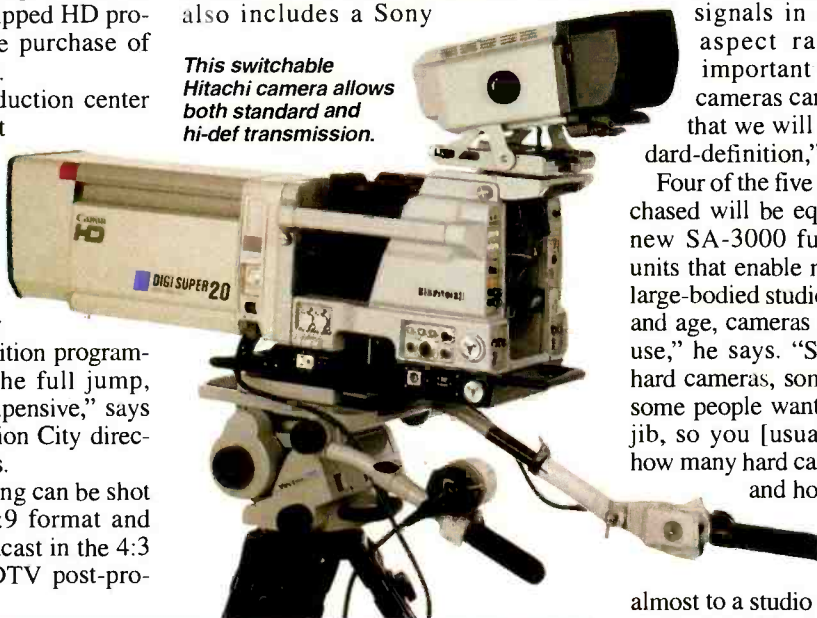 pped HD pro-
e purchase of
duction center
t
ition program-
he full jump,
pensive," says
ion City direc-
s.
ng can be shot
:9 format and
cast in the 4:3
OTV post-pro-
also includes a Sony
This switchable
Hitachi camera allows
both standard and
hi-def transmission.
Canon
HD
DIGI SUPER 20
signals in
aspect ra
important
cameras can
that we will
dard-definition,"
Four of the five
chased will be eq
new SA-3000 fu
units that enable n
large-bodied studio
and age, cameras
use," he says. "S
hard cameras, som
some people want
jib, so you [usua
how many hard ca
and ho
almost to a studio